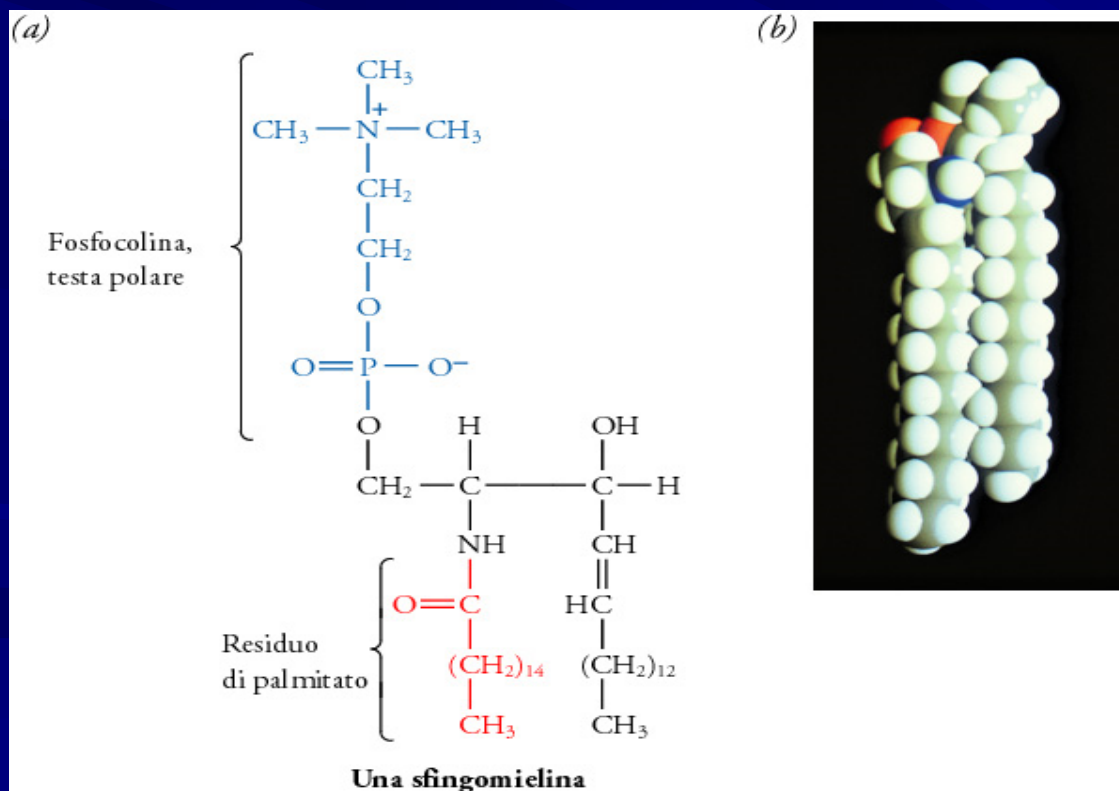 (a)
(b)
CH₃
CH₃—N⁺—CH₃
CH₂
Fosfocolina,
testa polare
CH₂
O
O=P—O⁻
O H OH
CH₂—C—C—H
NH CH
O=C HC
Residuo
di palmitato
(CH₂)₁₄ (CH₂)₁₂
CH₃ CH₃
Una sfingomielina